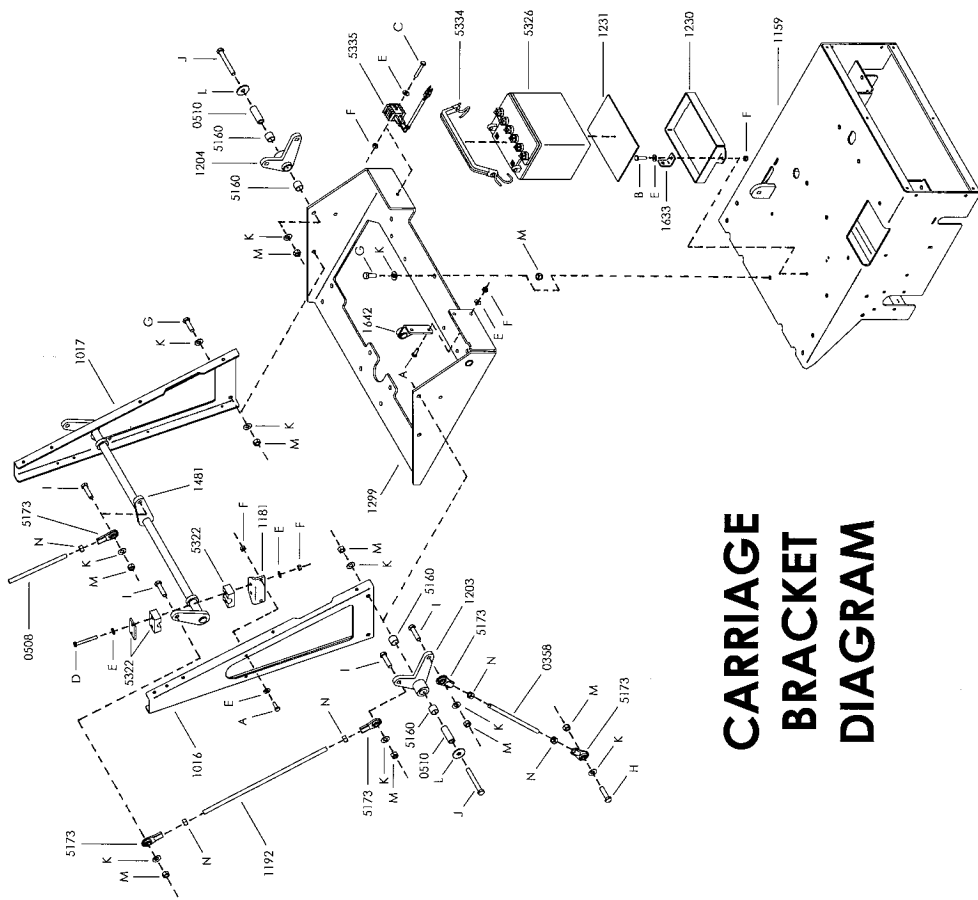 J
L
0510
5160
1204
5160
K
M
5335
F
E
C
5334
5326
1231
1230
1159
B
E
1633
F
G
K
M
1642
A
E
F
1299
G
K
1017
K
M
1481
I
5173
N
K
M
0508
I
5322
D
E
5322
F
1181
E
F
M
K
5160
1203
I
5173
I
N
0358
M
5173
K
H
N
K
M
5160
0510
L
J
E
A
1016
N
5173
K
M
1192
N
5173
K
M
CARRIAGE
BRACKET
DIAGRAM